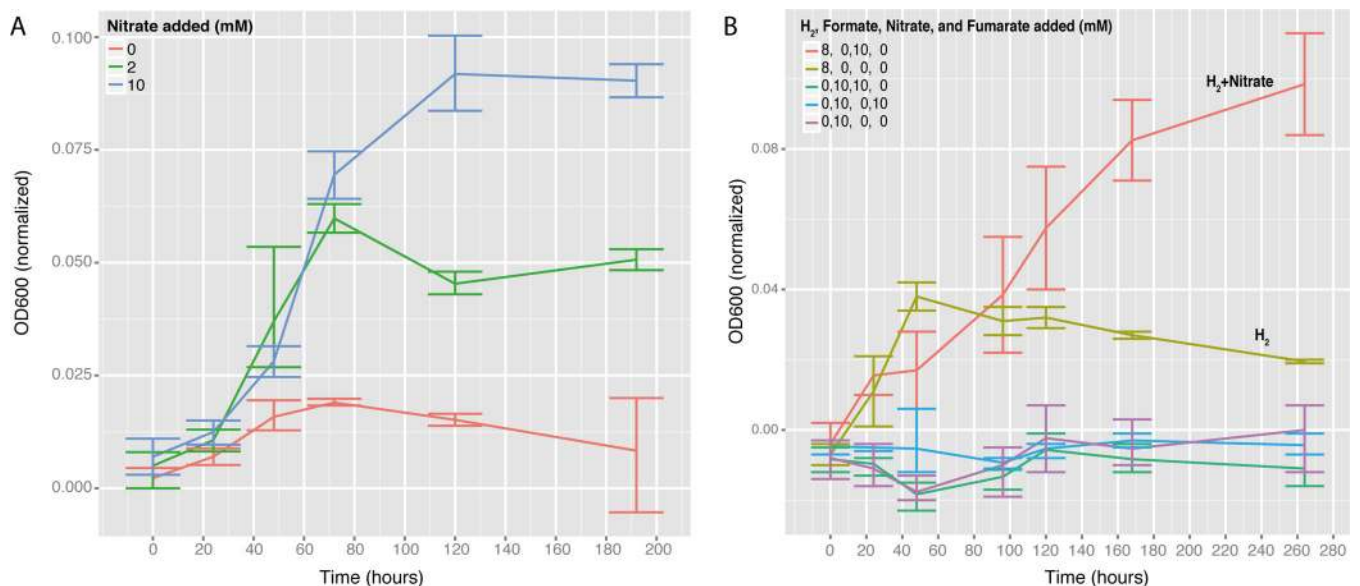 A
Nitrate added (mM)
0
2
10
0.100
0.075
0.050
0.025
0.000
OD600 (normalized)
0 20 40 60 80 100 120 140 160 180 200
Time (hours)
B
H₂, Formate, Nitrate, and Fumarate added (mM)
8, 0,10, 0
8, 0, 0, 0
0,10,10, 0
0,10, 0,10
0,10, 0, 0
H₂+Nitrate
H₂
0.08
0.04
0.00
OD600 (normalized)
0 20 40 60 80 100 120 140 160 180 200 220 240 260 280
Time (hours)